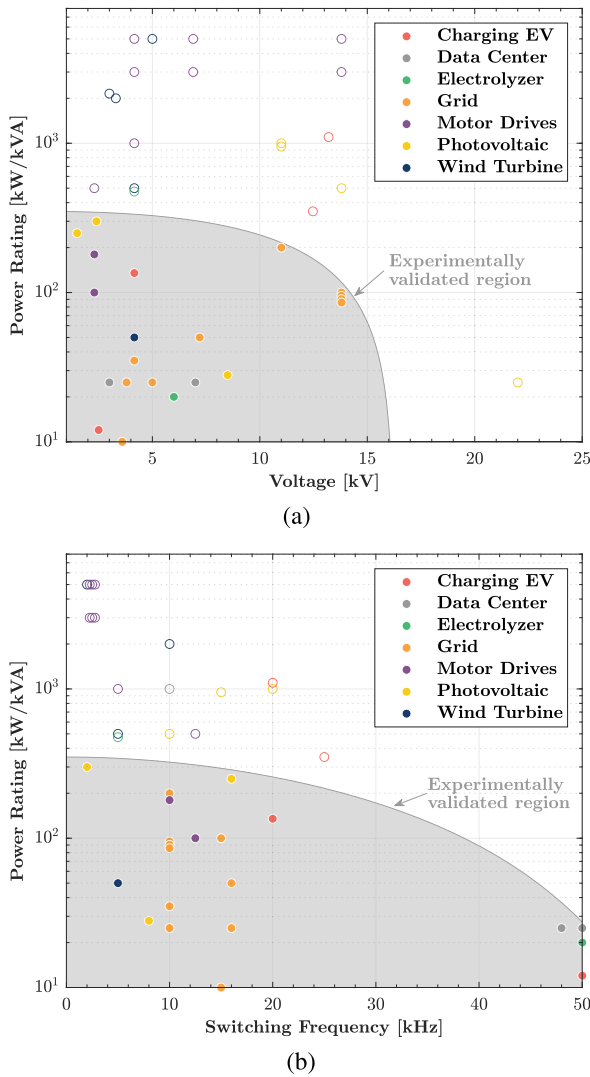 10³
10²
10¹
Power Rating [kW/kVA]
Charging EV
Data Center
Electrolyzer
Grid
Motor Drives
Photovoltaic
Wind Turbine
Experimentally
validated region
5 10 15 20 25
Voltage [kV]
(a)
10³
10²
10¹
Power Rating [kW/kVA]
Charging EV
Data Center
Electrolyzer
Grid
Motor Drives
Photovoltaic
Wind Turbine
Experimentally
validated region
0 10 20 30 40 50
Switching Frequency [kHz]
(b)